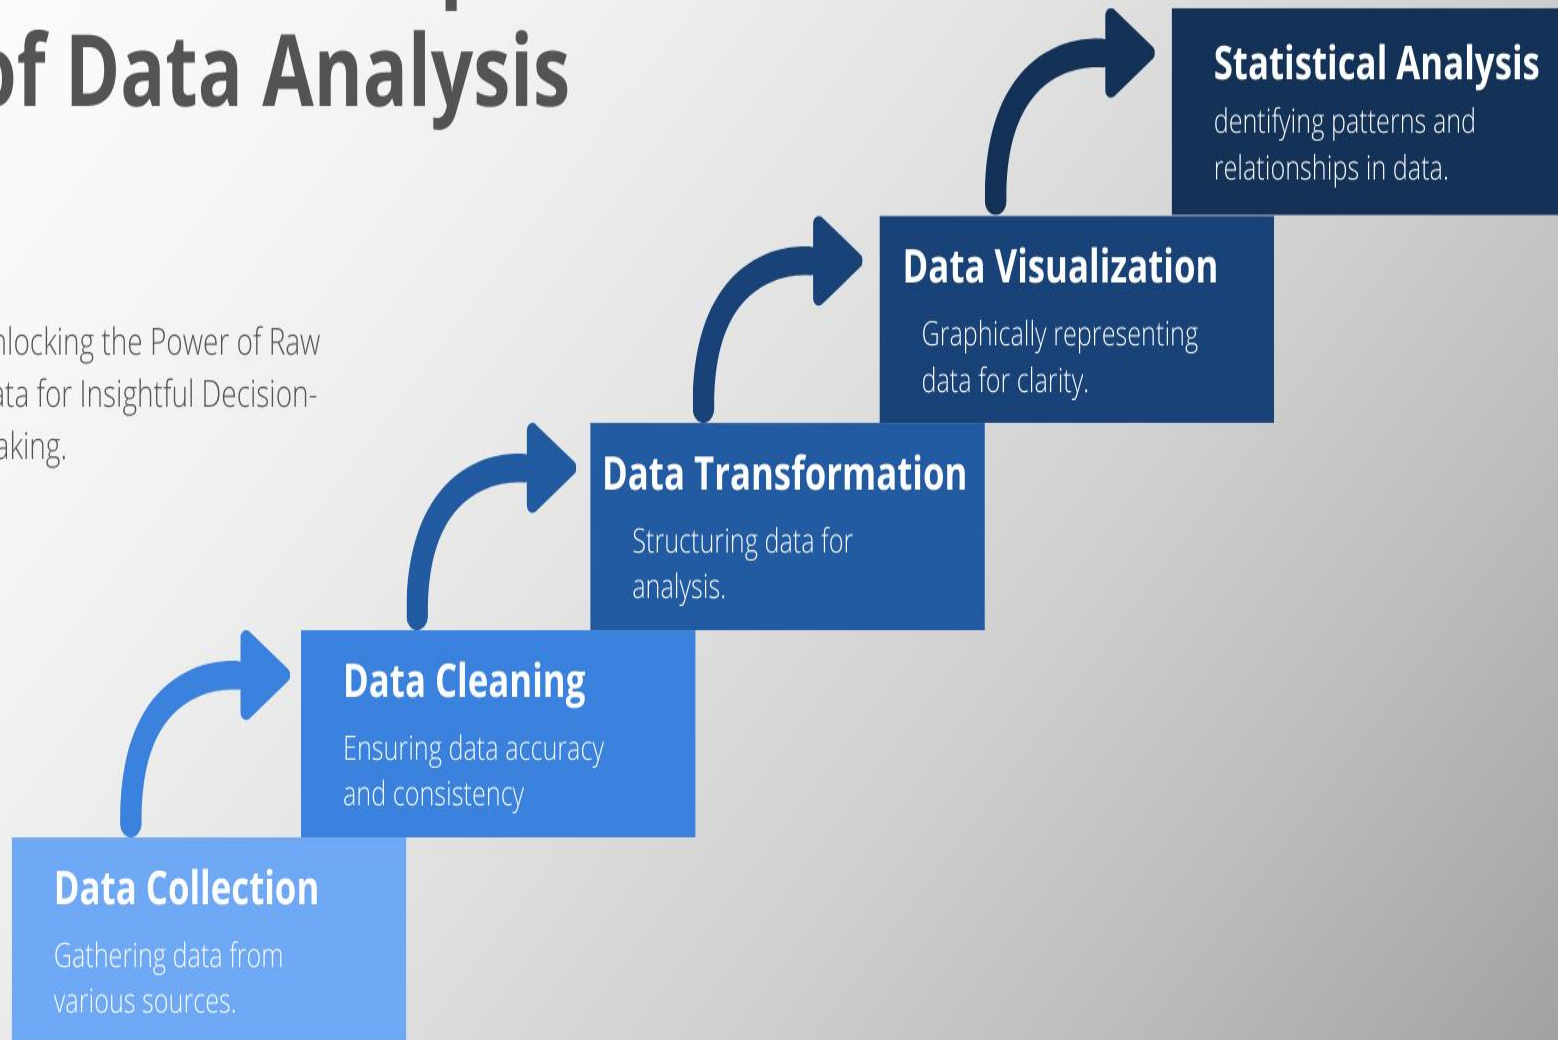 of Data Analysis
nlocking the Power of Raw
ata for Insightful Decision-
aking.
Statistical Analysis
dentifying patterns and
relationships in data.
Data Visualization
Graphically representing
data for clarity.
Data Transformation
Structuring data for
analysis.
Data Cleaning
Ensuring data accuracy
and consistency
Data Collection
Gathering data from
various sources.